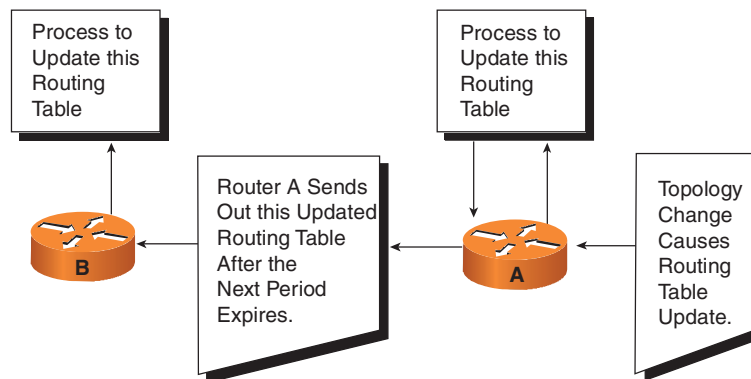 Process to
Update this
Routing
Table
Process to
Update this
Routing
Table
Router A Sends
Out this Updated
Routing Table
After the
Next Period
Expires.
Topology
Change
Causes
Routing
Table
Update.
B
A